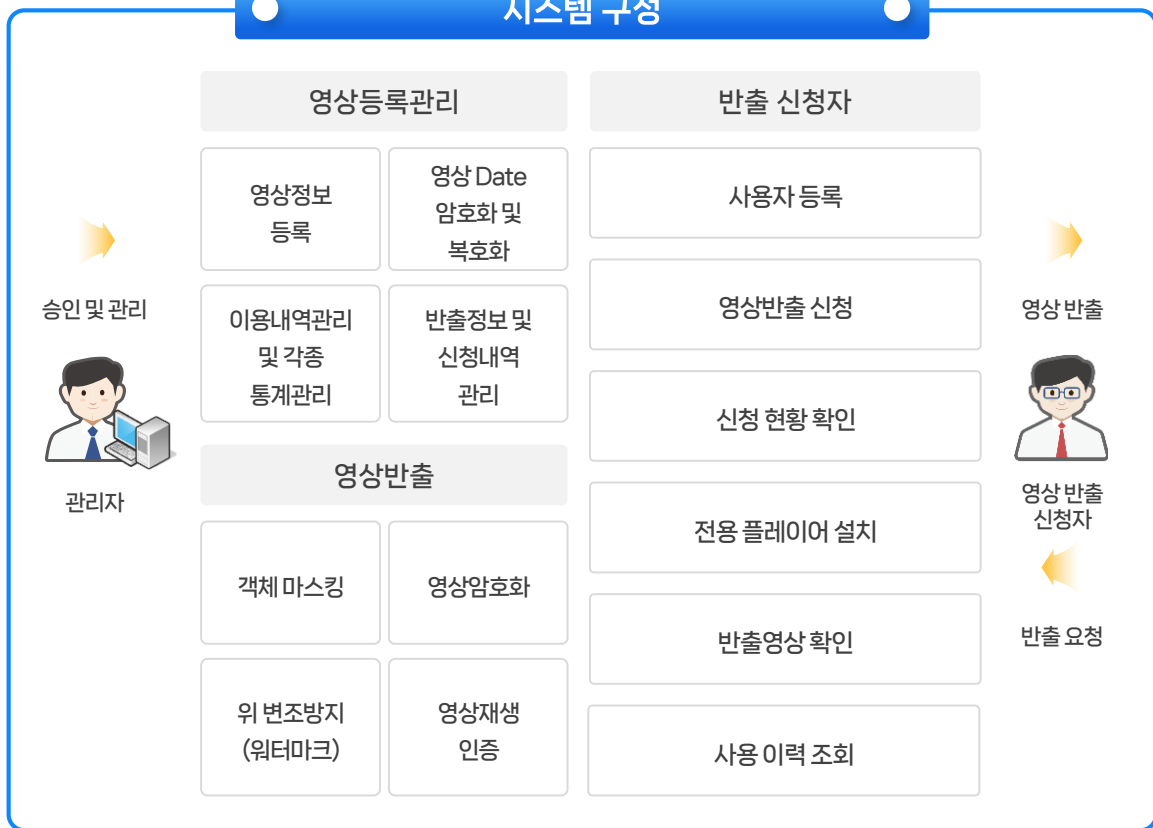 시스템 구성
영상등록관리
반출 신청자
영상정보
등록
영상 Date
암호화 및
복호화
이용내역관리
및 각종
통계관리
반출정보 및
신청내역
관리
영상반출
객체 마스킹
영상암호화
위 변조방지
(워터마크)
영상재생
인증
사용자 등록
영상반출 신청
신청 현황 확인
전용 플레이어 설치
반출영상 확인
사용 이력 조회
승인 및 관리
관리자
영상 반출
영상 반출
신청자
반출 요청